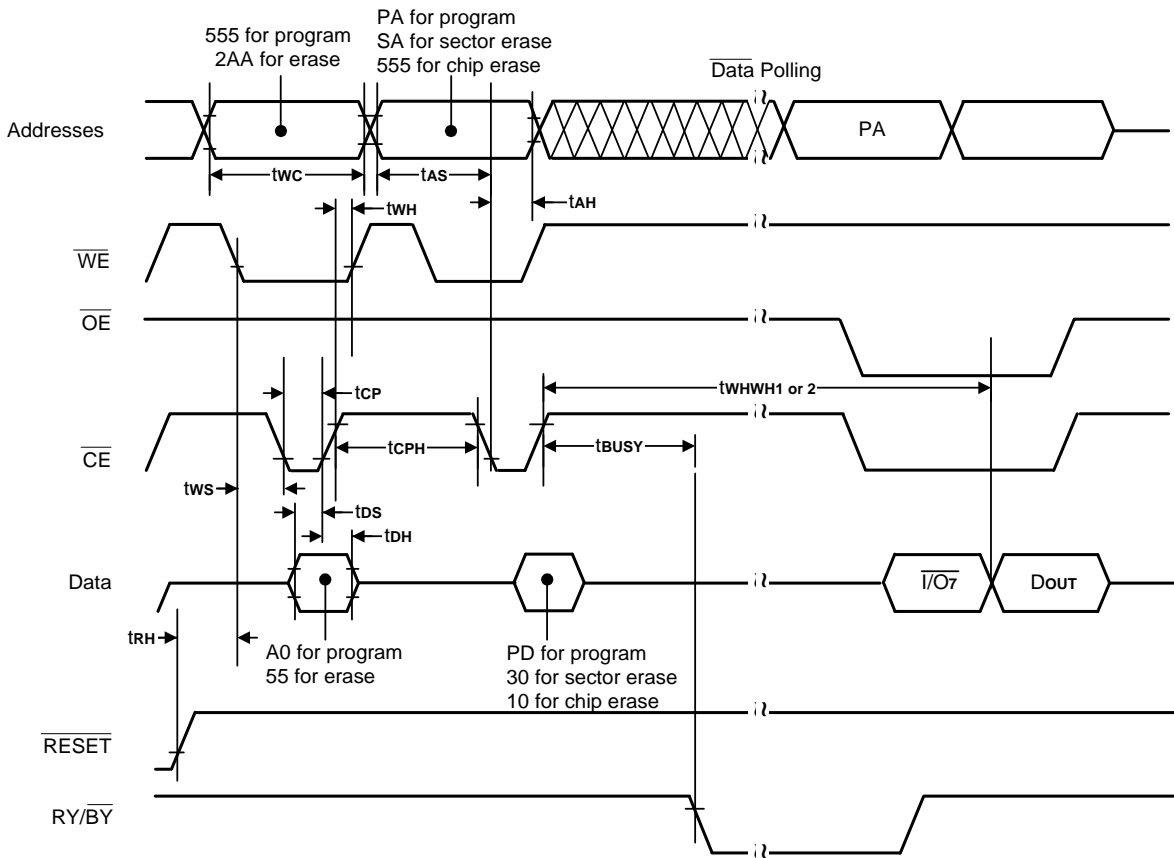 555 for program
2AA for erase
PA for program
SA for sector erase
555 for chip erase
Data Polling
Addresses
PA
tWC
tAS
tWH
tAH
WE
OE
tWHWH1 or 2
tCP
tCPH
tBUSY
CE
tWS
tDS
tDH
Data
I/O7
DOUT
tRH
A0 for program
55 for erase
PD for program
30 for sector erase
10 for chip erase
RESET
RY/BY